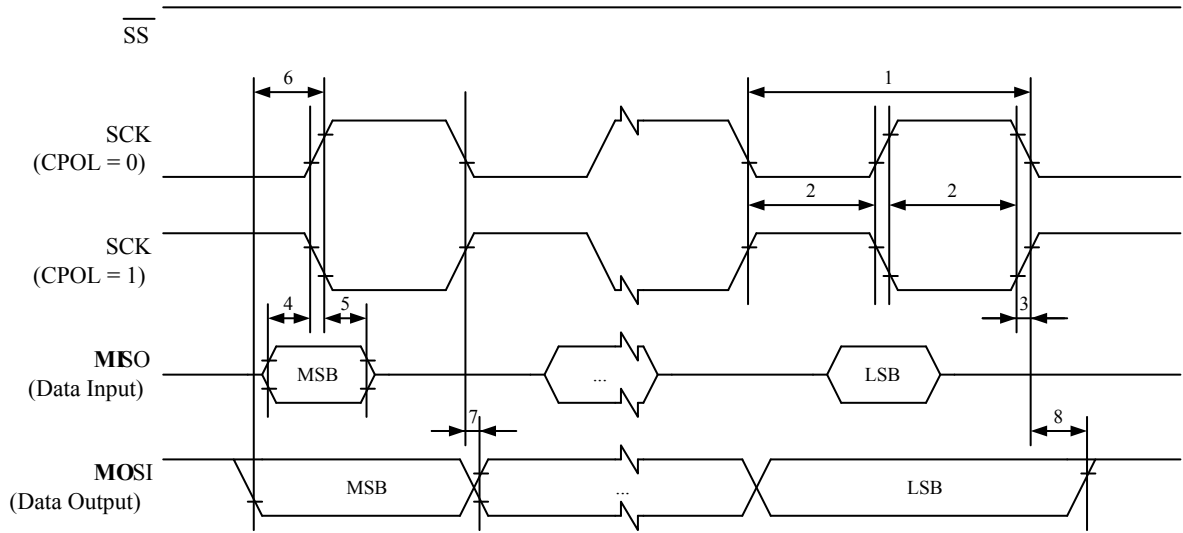 SS
6
1
SCK
(CPOL = 0)
2
2
SCK
(CPOL = 1)
4
5
3
MISO
(Data Input)
MSB
...
LSB
7
8
MOSI
(Data Output)
MSB
...
LSB